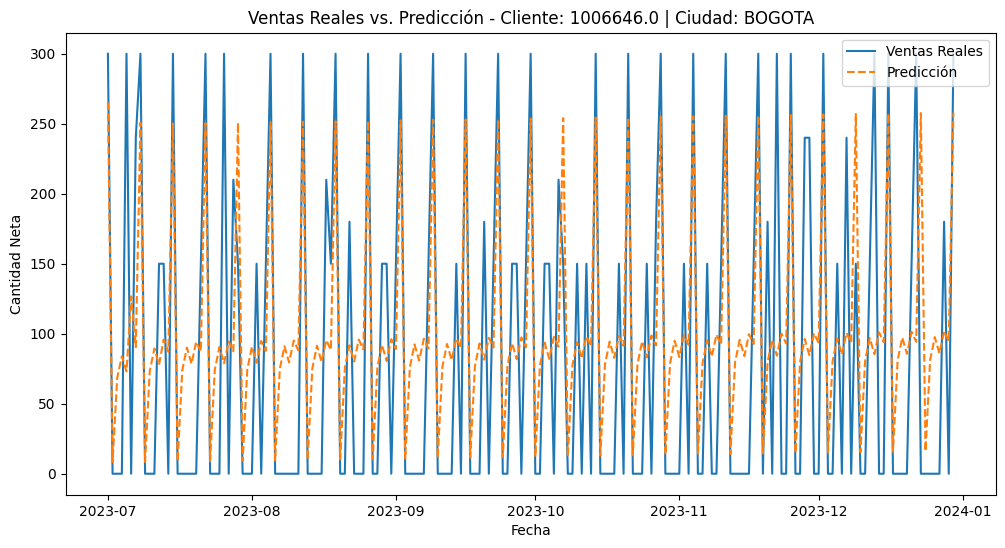 Ventas Reales vs. Predicción - Cliente: 1006646.0 | Ciudad: BOGOTA
Ventas Reales
Predicción
Cantidad Neta
300
250
200
150
100
50
0
2023-07
2023-08
2023-09
2023-10
2023-11
2023-12
2024-01
Fecha